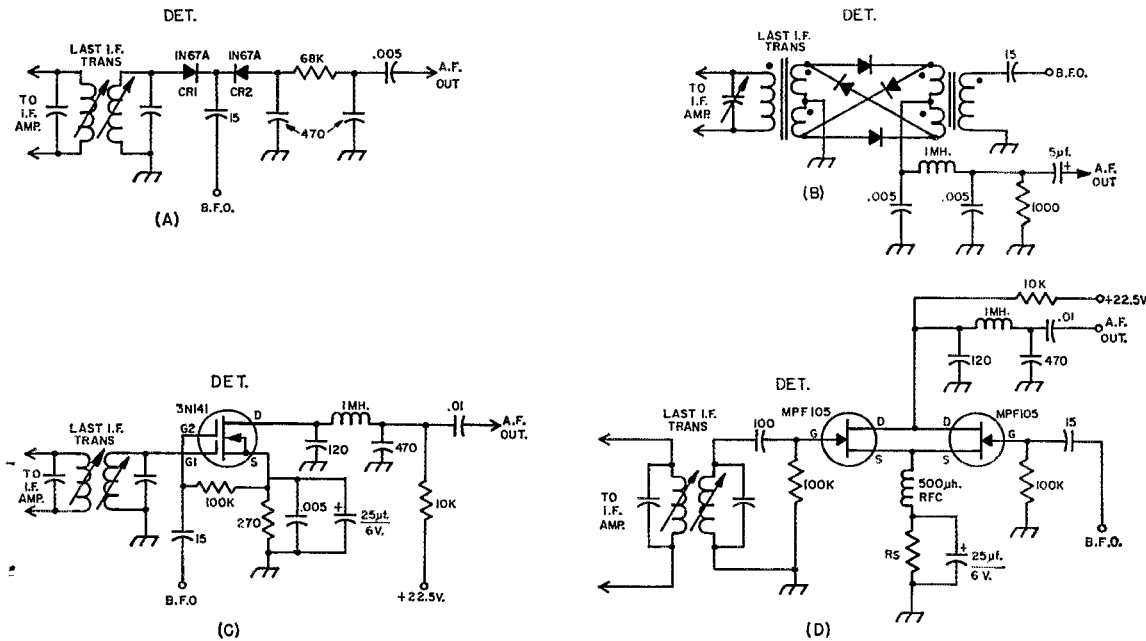 DET.
LAST I.F.
TRANS
1N67A
1N67A
68K
.005
A.F.
OUT
CR1
CR2
TO
I.F.
AMP.
15
470
B.F.O.
(A)
DET.
LAST I.F.
TRANS
15
B.F.O.
TO
I.F.
AMP.
1MH.
5µf.
+
A.F.
OUT
(B)
.005
.005
1000
DET.
3N141
LAST I.F.
TRANS
G2
D
1MH.
.01
A.F.
OUT.
G1
S
120
470
TO
I.F.
AMP.
100K
10K
270
.005
+
25µf.
6V.
15
B.F.O
+22.5V.
(C)
10K
+22.5V.
1MH.
.01
A.F.
OUT.
120
470
DET.
LAST I.F.
TRANS
MPF105
MPF105
100
G
D
D
G
15
S
S
100K
100K
TO
I.F.
AMP.
500µh.
RFC
B.F.O.
RS
+
25µf.
6V.
(D)